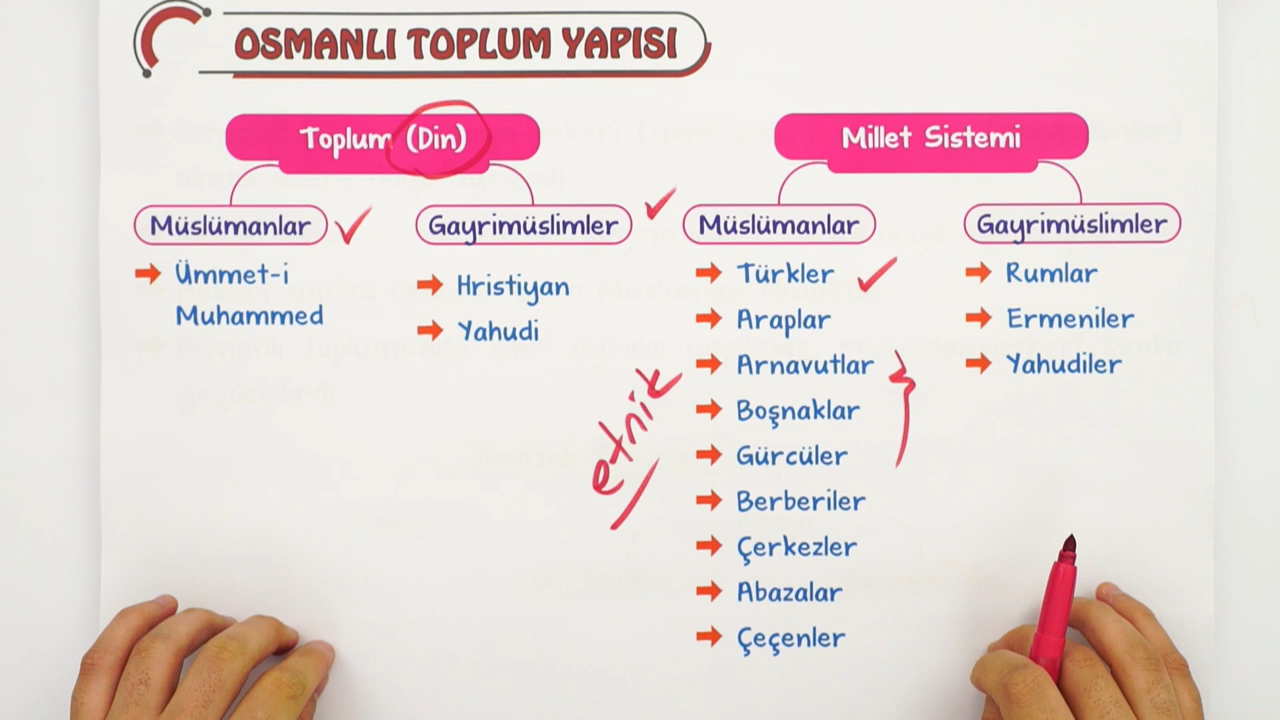 OSMANLI TOPLUM YAPISI
Toplum (Din)
Müslümanlar
Ümmet-i
Muhammed
Gayrimüslimler
Hristiyan
Yahudi
Millet Sistemi
Müslümanlar
Türkler
Araplar
Arnavutlar
Boşnaklar
Gürcüler
Berberiler
Çerkezler
Abazalar
Çeçenler
etnik
Gayrimüslimler
Rumlar
Ermeniler
Yahudiler